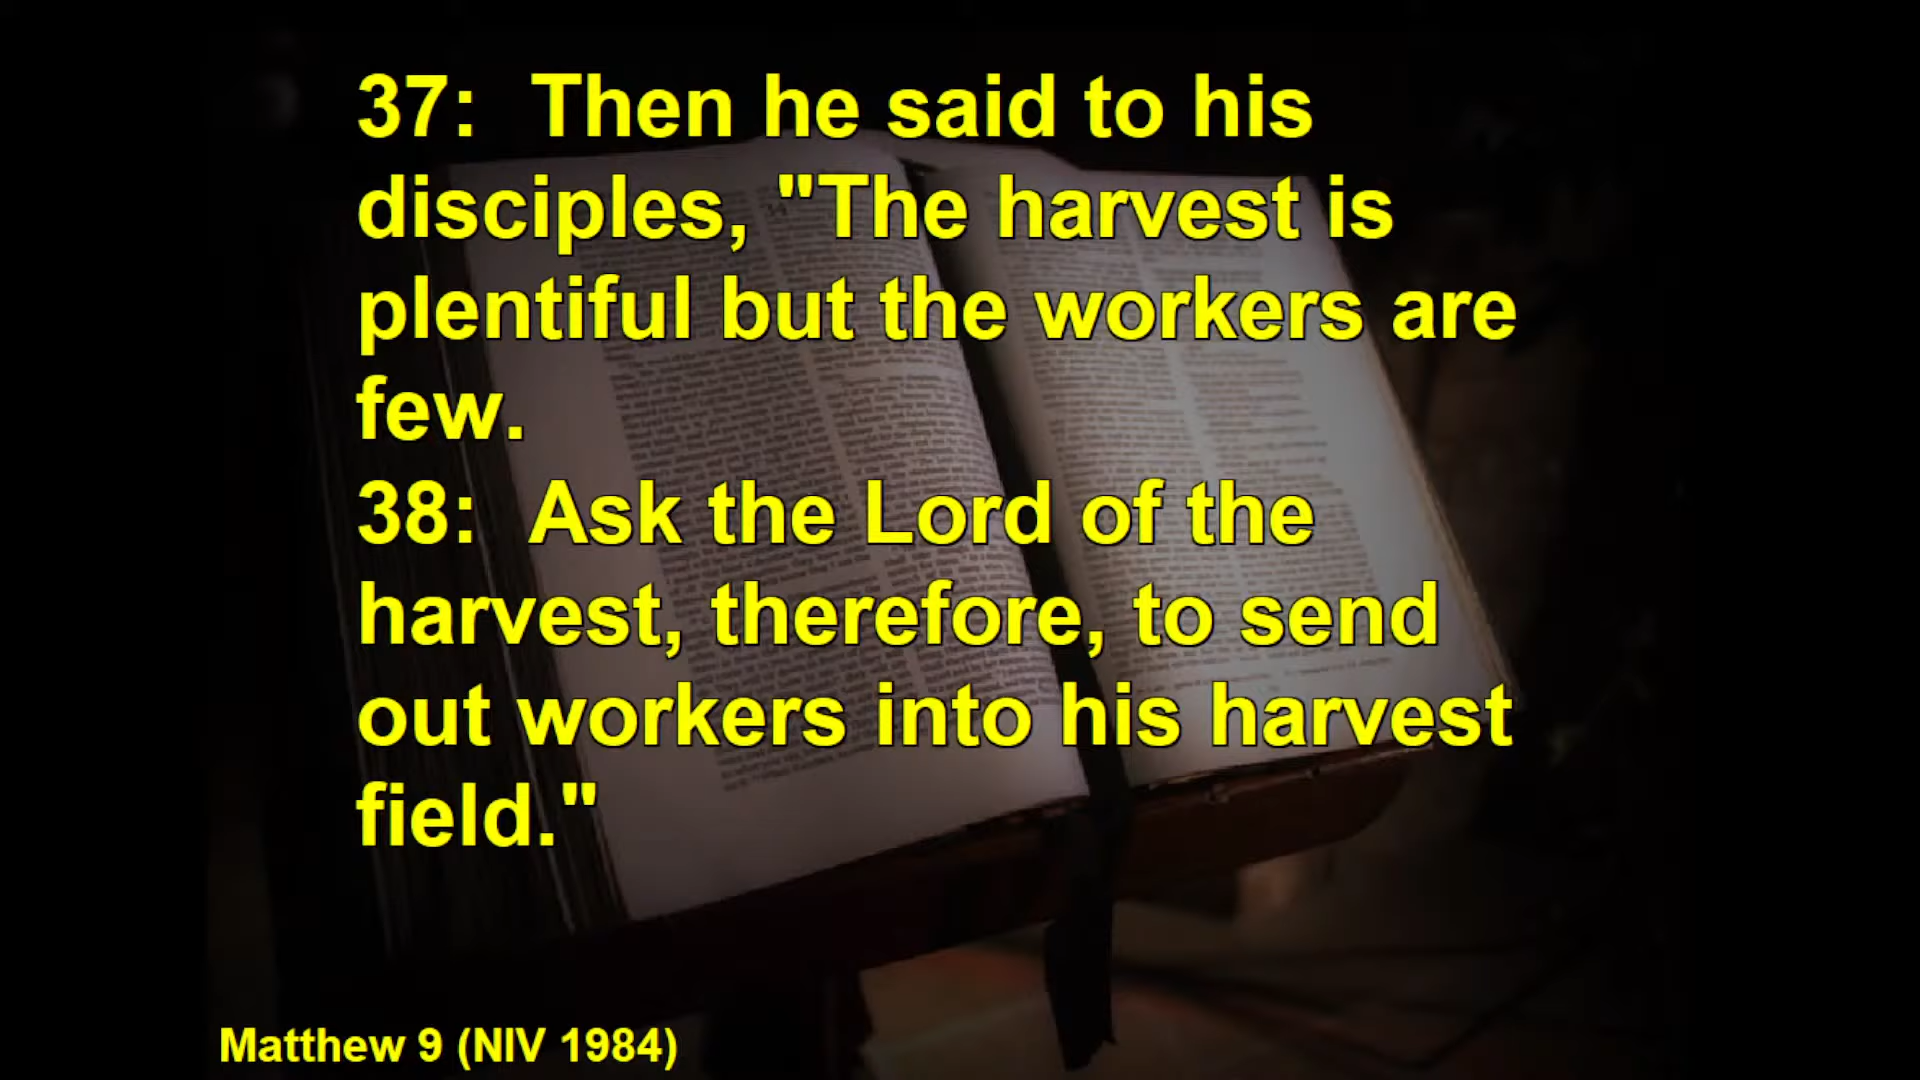 37:  Then he said to his
disciples, "The harvest is
plentiful but the workers are
few.
38:  Ask the Lord of the
harvest, therefore, to send
out workers into his harvest
field."
Matthew 9 (NIV 1984)